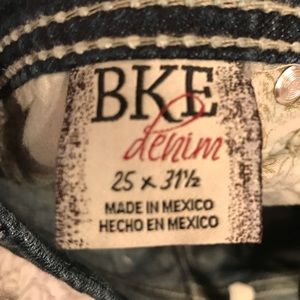 BKE
denim
25 x 31½
MADE IN MEXICO
HECHO EN MEXICO